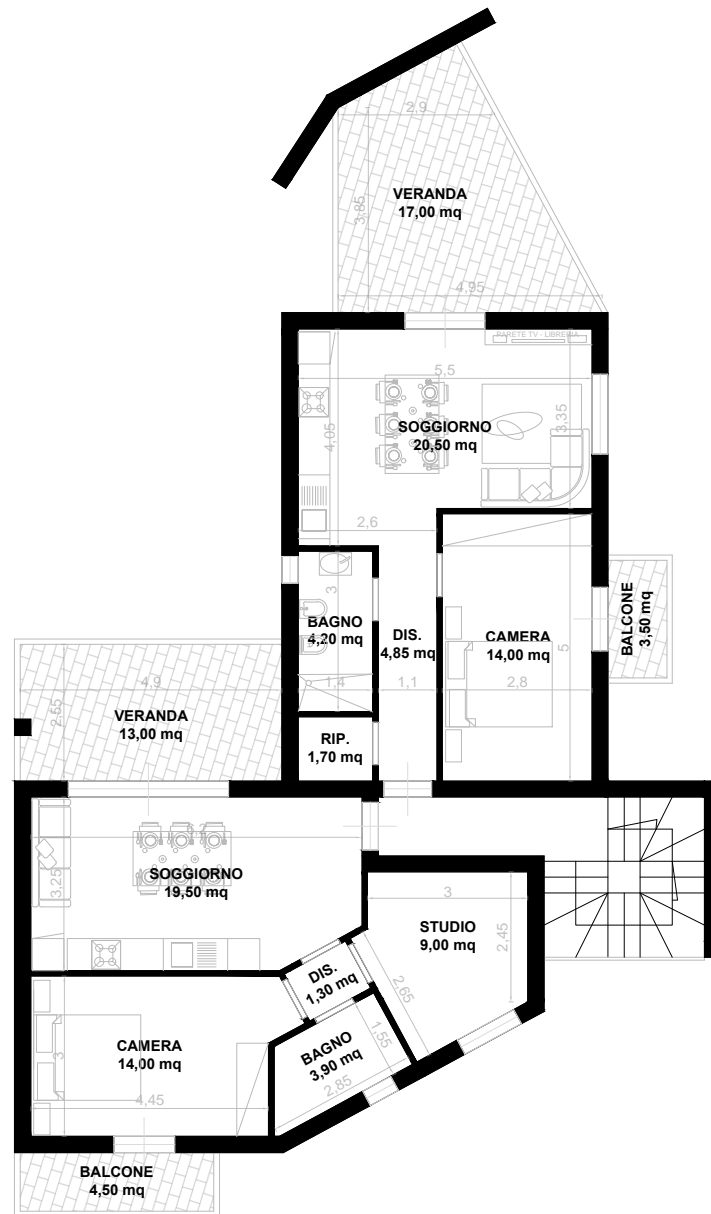 2,9
VERANDA
17,00 mq
3,85
4,95
PARETE TV - LIBRERIA
5,5
SOGGIORNO
20,50 mq
4,05
3,35
2,6
3
BAGNO
4,20 mq
DIS.
4,85 mq
CAMERA
14,00 mq
5
BALCONE
3,50 mq
1,4
1,1
2,8
4,9
2,55
VERANDA
13,00 mq
RIP.
1,70 mq
6,2
3,25
SOGGIORNO
19,50 mq
3
STUDIO
9,00 mq
2,45
2,65
DIS.
1,30 mq
CAMERA
14,00 mq
3
BAGNO
3,90 mq
1,55
2,85
4,45
BALCONE
4,50 mq